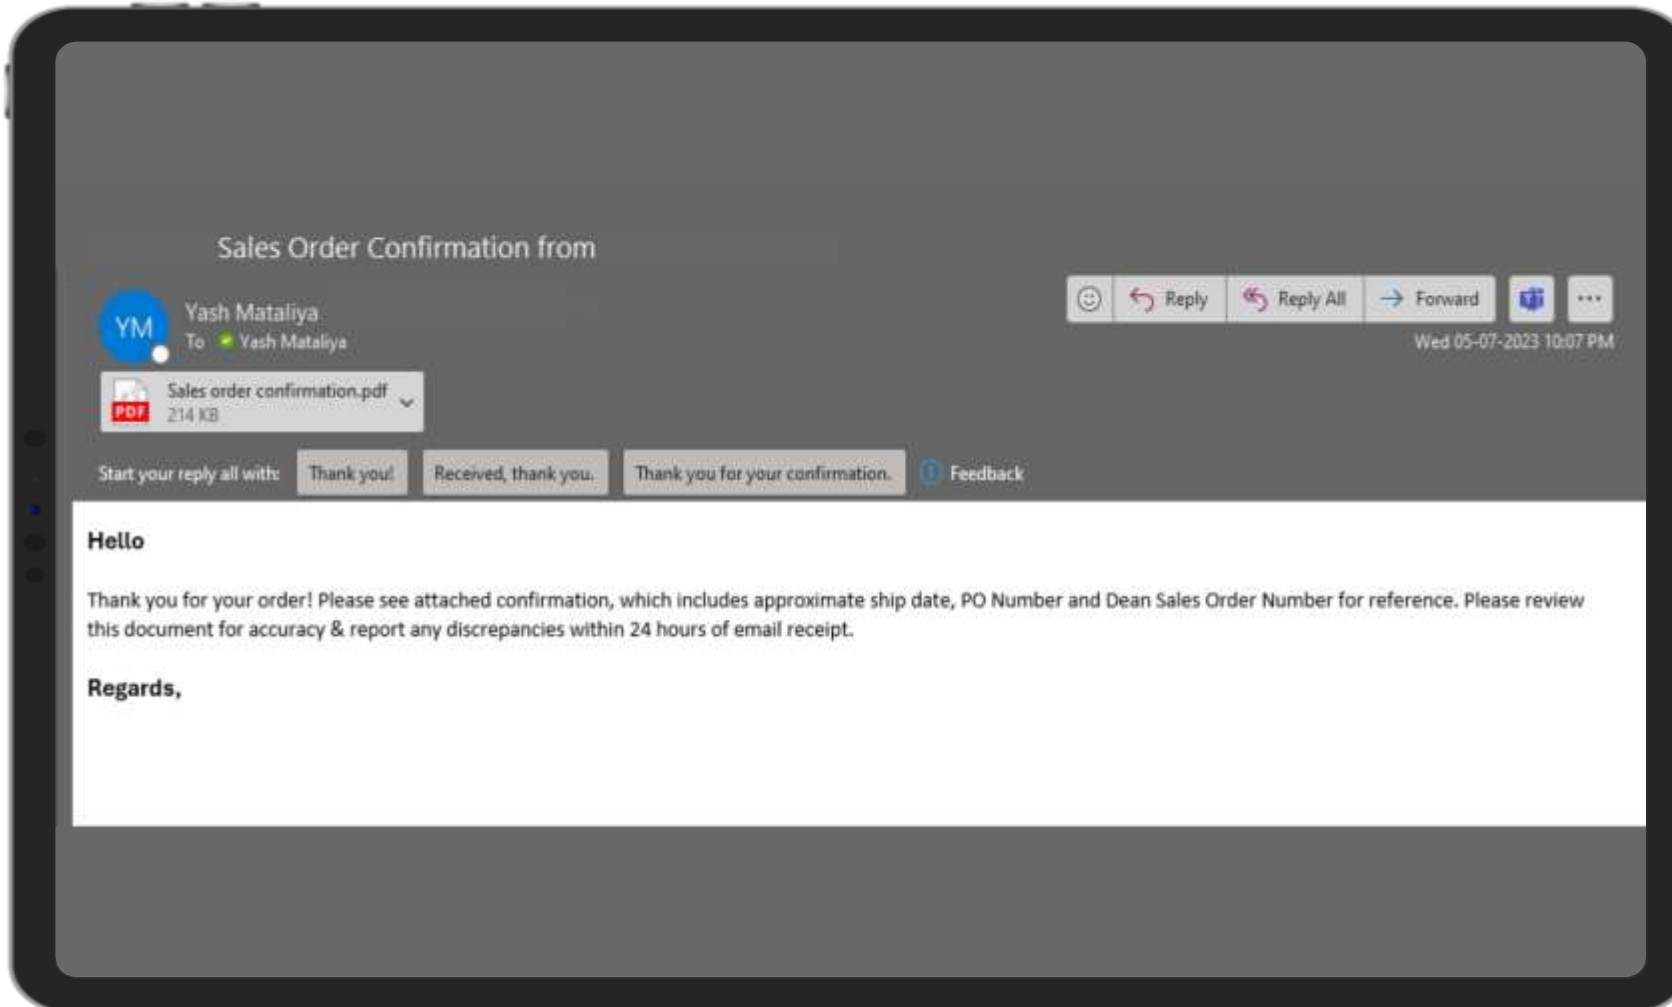 Sales Order Confirmation from
YM
Yash Mataliya
To Yash Mataliya
Reply
Reply All
Forward
Wed 05-07-2023 10:07 PM
PDF
Sales order confirmation.pdf
214 KB
Start your reply all with:
Thank you!
Received, thank you.
Thank you for your confirmation.
Feedback
Hello
Thank you for your order! Please see attached confirmation, which includes approximate ship date, PO Number and Dean Sales Order Number for reference. Please review
this document for accuracy & report any discrepancies within 24 hours of email receipt.
Regards,